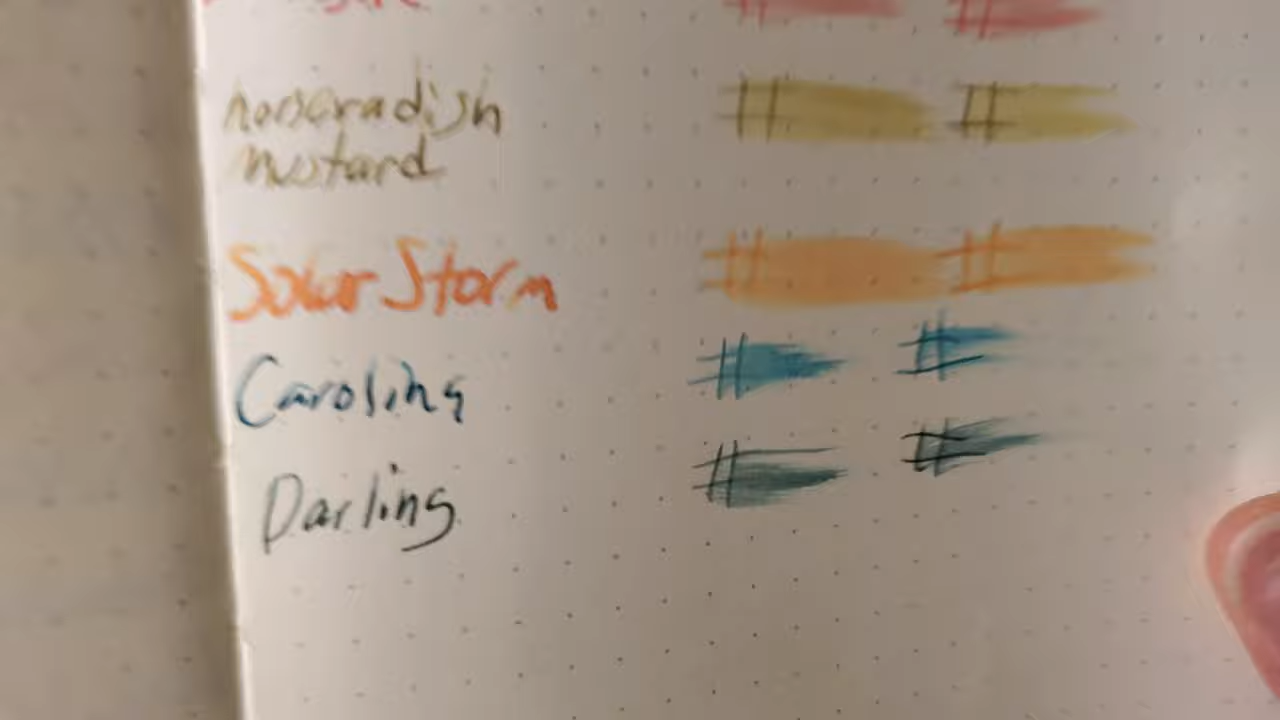 horseradish
mustard
Solar Storm
Carolina
Darling